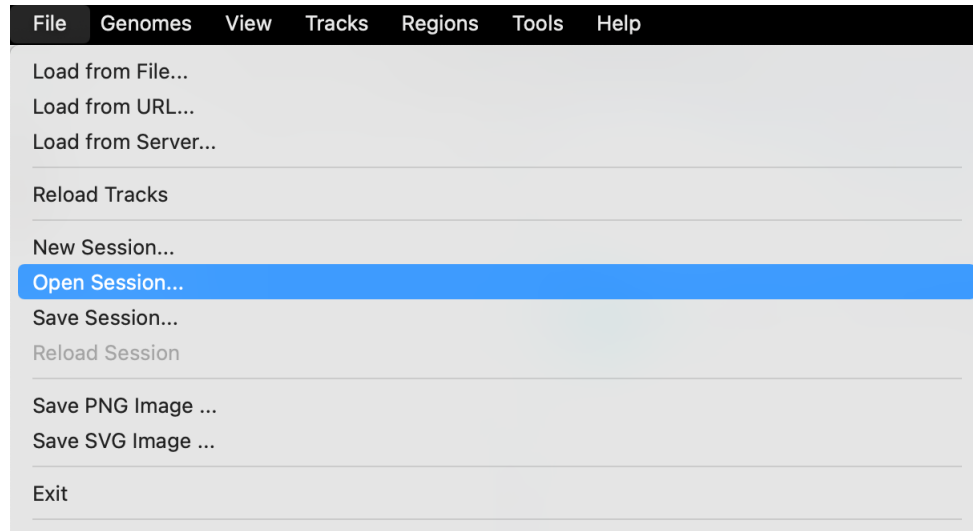 File Genomes View Tracks Regions Tools Help
Load from File...
Load from URL...
Load from Server...
Reload Tracks
New Session...
Open Session...
Save Session...
Reload Session
Save PNG Image ...
Save SVG Image ...
Exit